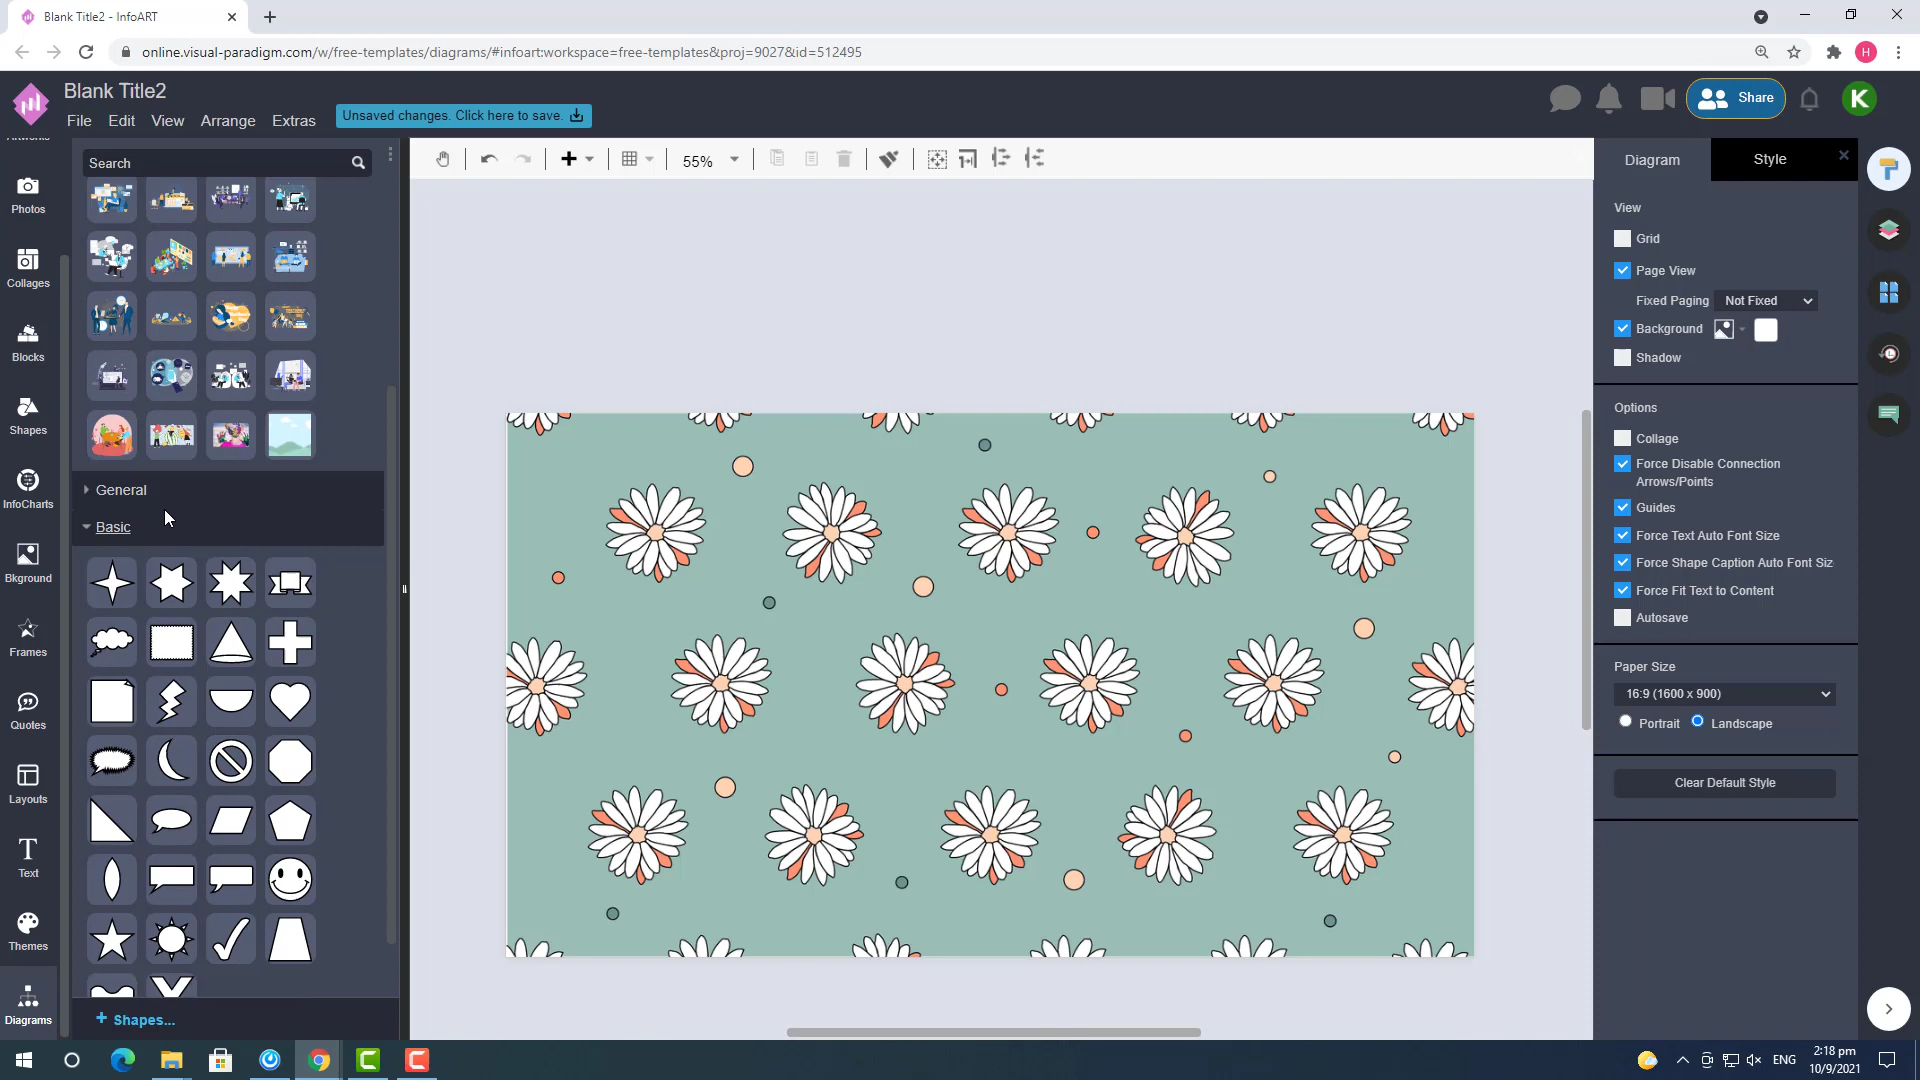 Blank Title2 - InfoART
online.visual-paradigm.com/w/free-templates/diagrams/#infoart:workspace=free-templates&proj=9027&id=512495
H
Blank Title2
File Edit View Arrange Extras
Unsaved changes. Click here to save.
Share
K
Artworks
Photos
Collages
Blocks
Shapes
InfoCharts
Bkground
Frames
Quotes
Layouts
Text
Themes
Diagrams
Search
General
Basic
+ Shapes...
55%
Diagram
Style
View
Grid
Page View
Fixed Paging Not Fixed
Background
Shadow
Options
Collage
Force Disable Connection
Arrows/Points
Guides
Force Text Auto Font Size
Force Shape Caption Auto Font Siz
Force Fit Text to Content
Autosave
Paper Size
16:9 (1600 x 900)
Portrait Landscape
Clear Default Style
ENG
2:18 pm
10/9/2021